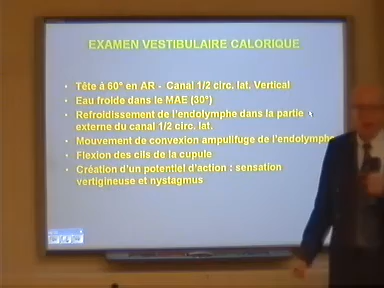 EXAMEN VESTIBULAIRE CALORIQUE
• Tête à 60° en AR - Canal 1/2 circ. lat. Vertical
• Eau froide dans le MAE (30°)
• Refroidissement de l'endolymphe dans la partie
externe du canal 1/2 circ. lat.
• Mouvement de convexion ampulifuge de l'endolymphe
• Flexion des cils de la cupule
• Création d'un potentiel d'action : sensation
vertigineuse et nystagmus